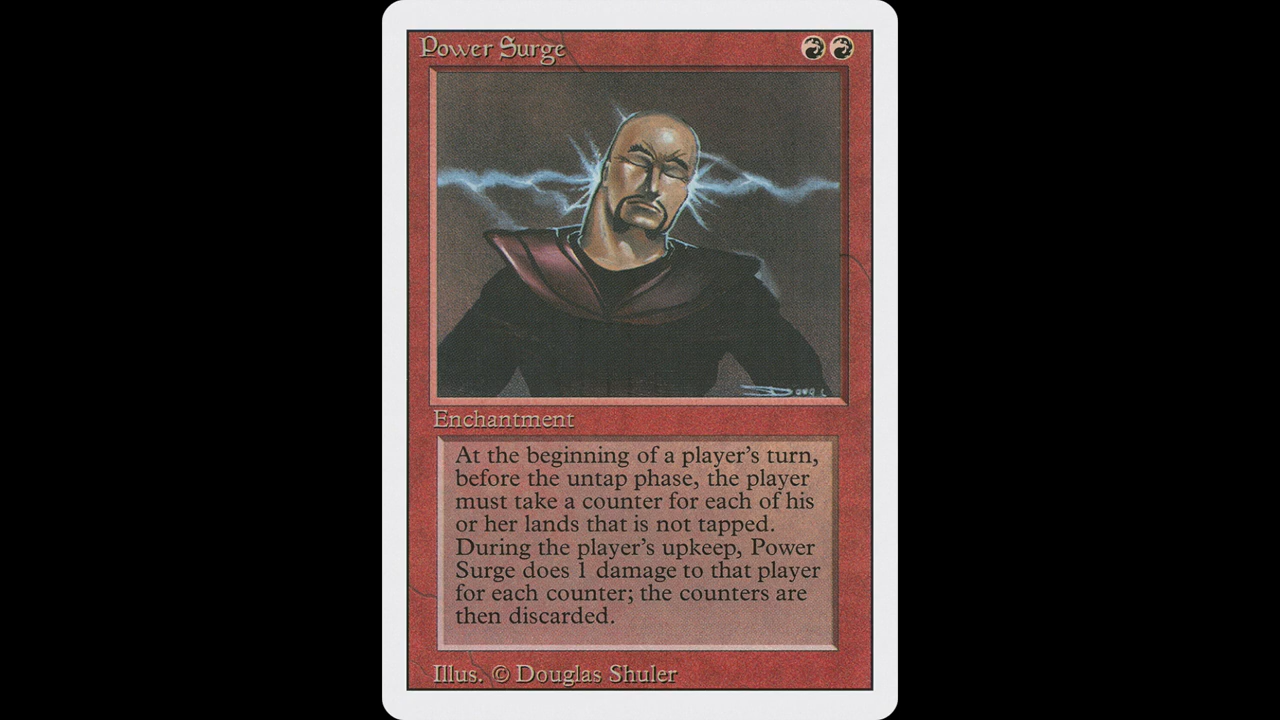 Power Surge
Doug
Enchantment
At the beginning of a player's turn,
before the untap phase, the player
must take a counter for each of his
or her lands that is not tapped.
During the player's upkeep, Power
Surge does 1 damage to that player
for each counter; the counters are
then discarded.
Illus. © Douglas Shuler